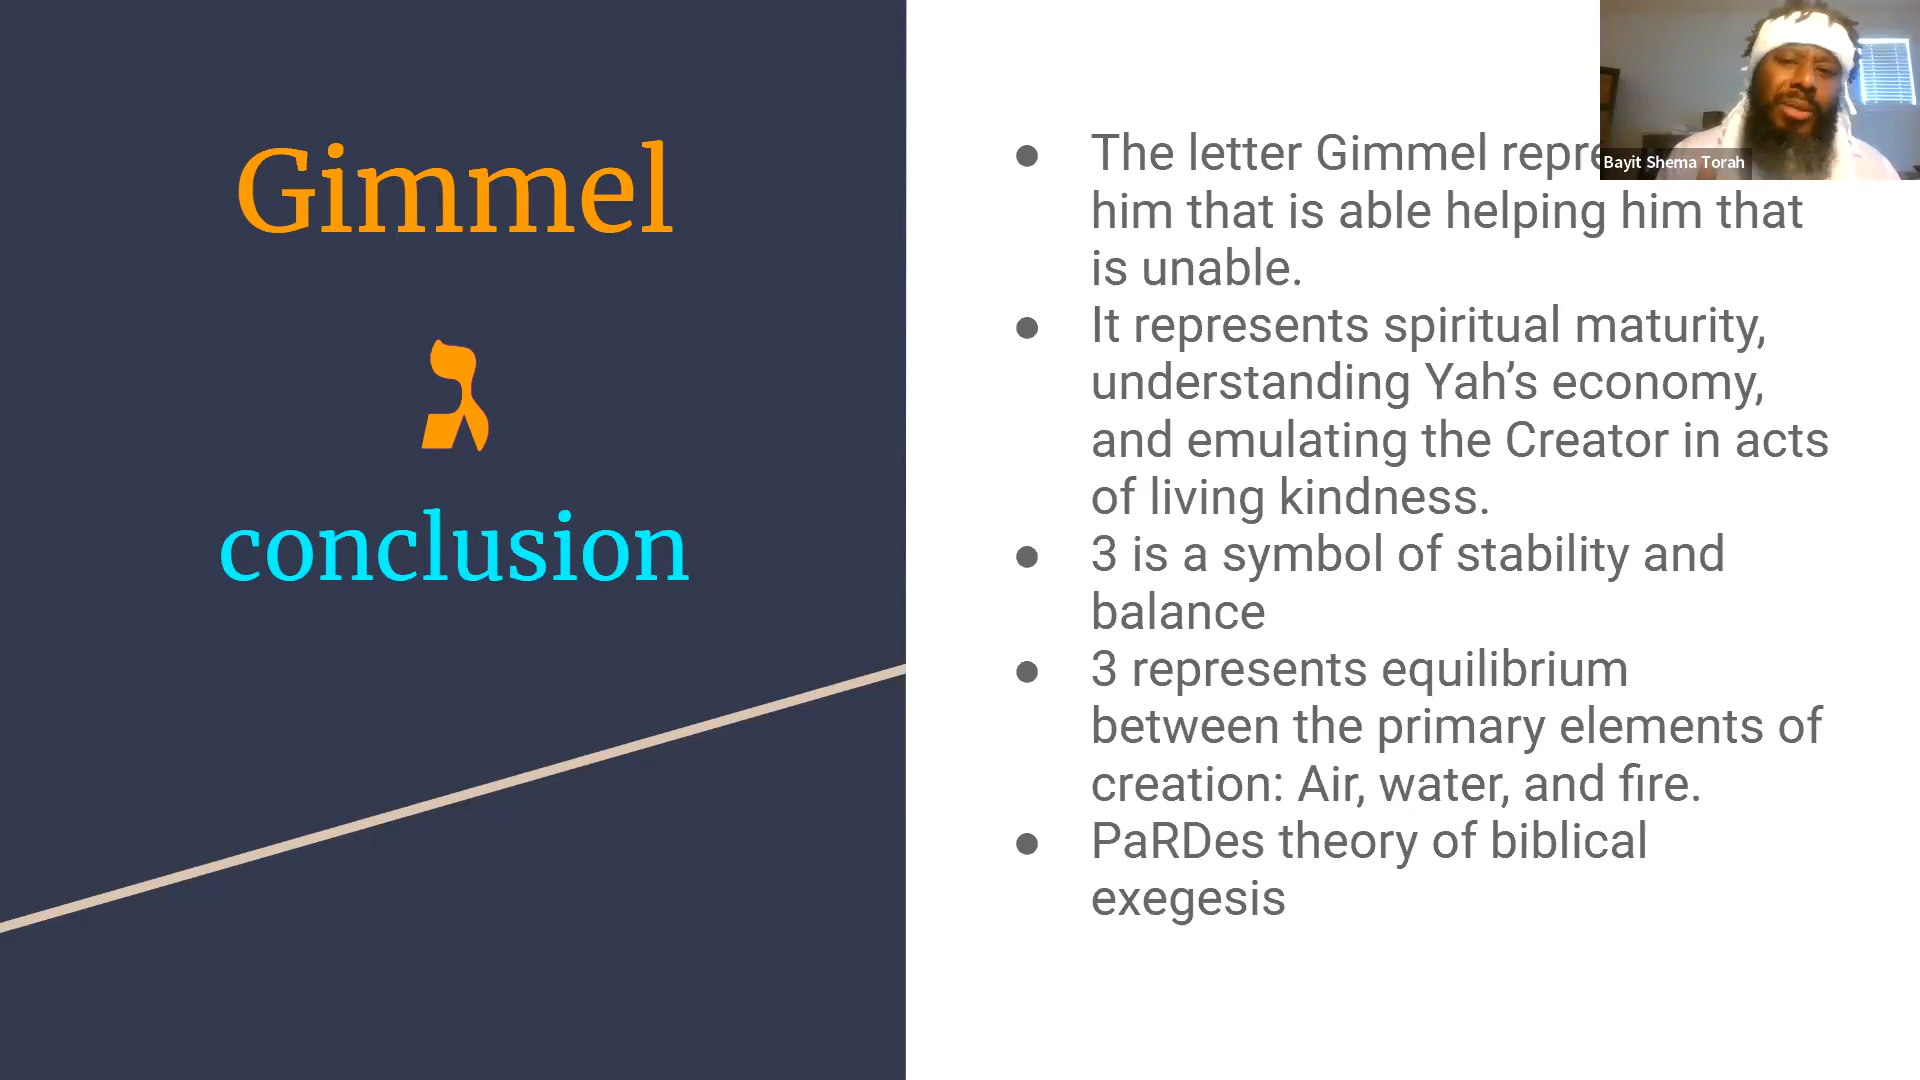 Gimmel
ג
conclusion
The letter Gimmel
him that is able helping him that
is unable.
It represents spiritual maturity,
understanding Yah’s economy,
and emulating the Creator in acts
of living kindness.
3 is a symbol of stability and
balance
3 represents equilibrium
between the primary elements of
creation: Air, water, and fire.
PaRDes theory of biblical
exegesis
Bayit Shema Torah